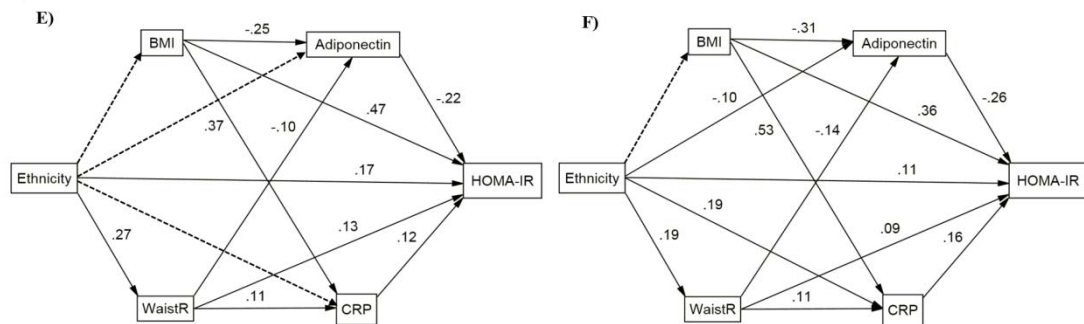 E)
-.25
BMI
Adiponectin
.37
.47
-.10
-.22
Ethnicity
.17
HOMA-IR
.27
.13
.12
WaistR
.11
CRP
F)
-.31
BMI
Adiponectin
-.10
.53
-.14
.36
-.26
Ethnicity
.11
HOMA-IR
.19
.19
.09
.16
WaistR
.11
CRP